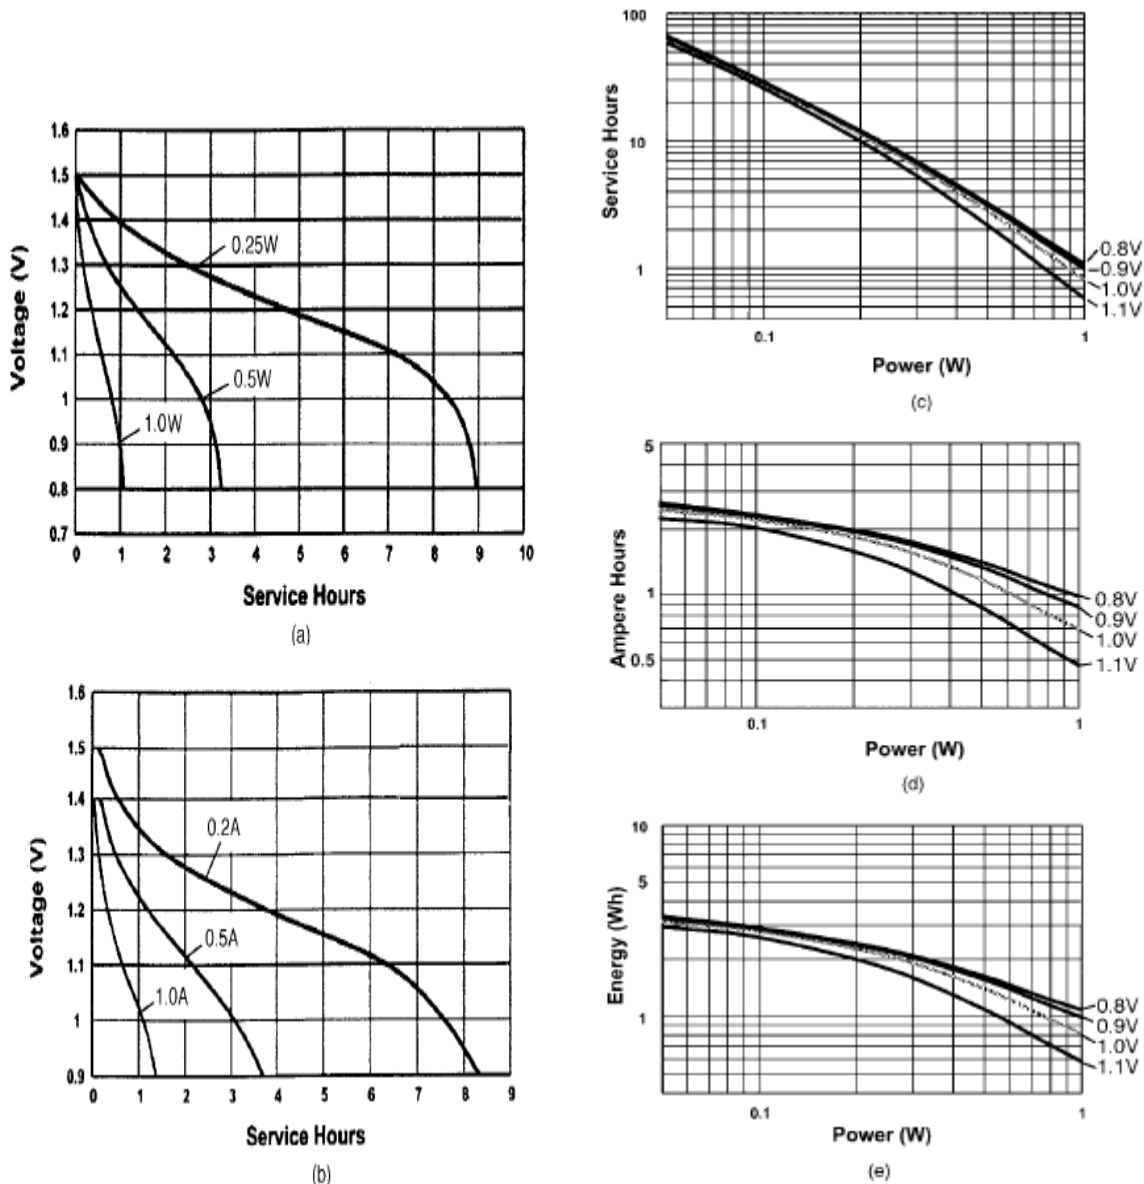 1.6
1.5
1.4
1.3
1.2
1.1
1
0.9
0.8
0.7
Voltage (V)
0.25W
0.5W
1.0W
0 1 2 3 4 5 6 7 8 9 10
Service Hours
(a)
1.6
1.5
1.4
1.3
1.2
1.1
1
0.9
Voltage (V)
0.2A
0.5A
1.0A
0 1 2 3 4 5 6 7 8 9
Service Hours
(b)
100
10
1
Service Hours
0.8V
0.9V
1.0V
1.1V
0.1 1
Power (W)
(c)
5
1
0.5
Ampere Hours
0.8V
0.9V
1.0V
1.1V
0.1 1
Power (W)
(d)
10
5
1
Energy (Wh)
0.8V
0.9V
1.0V
1.1V
0.1 1
Power (W)
(e)